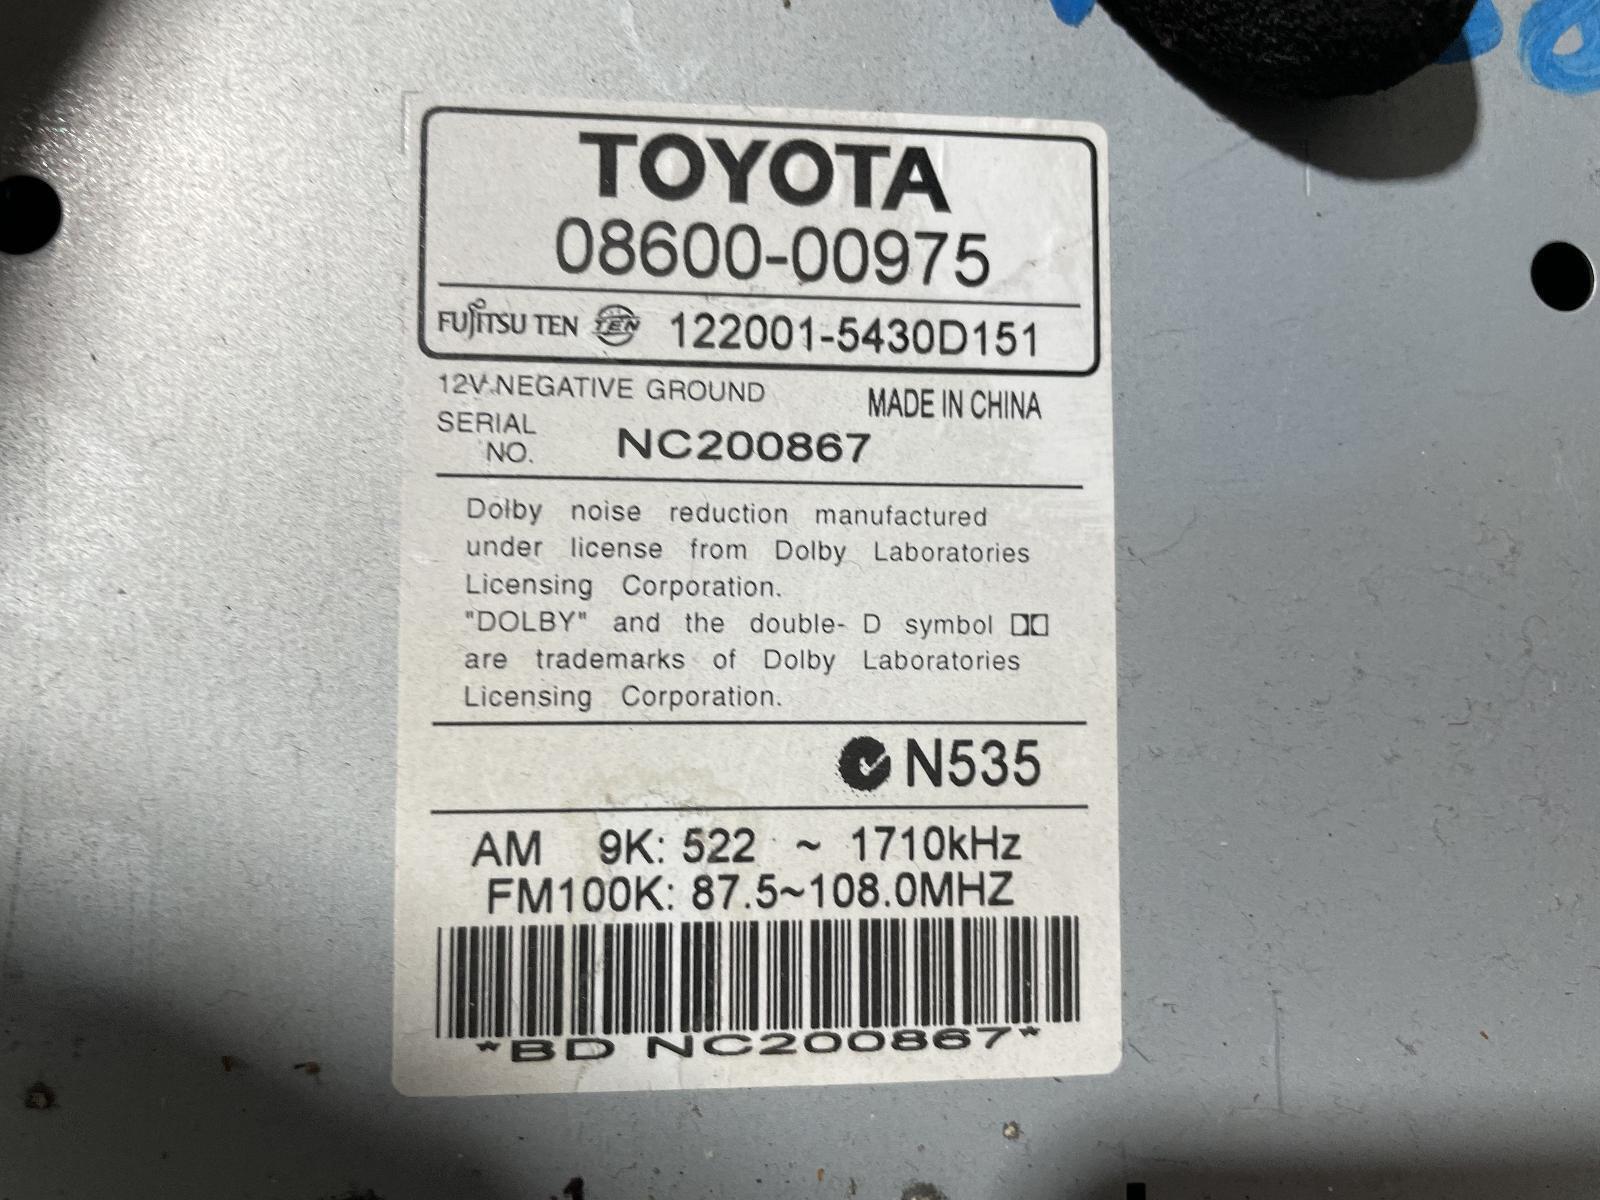 TOYOTA
08600-00975
FUJITSU TEN TEN 122001-5430D151
12V.NEGATIVE GROUND MADE IN CHINA
SERIAL
NO. NC200867
Dolby noise reduction manufactured
under license from Dolby Laboratories
Licensing Corporation.
"DOLBY" and the double- D symbol
are trademarks of Dolby Laboratories
Licensing Corporation.
N535
AM 9K: 522 ~ 1710kHz
FM100K: 87.5~108.0MHZ
*BD NC200867*